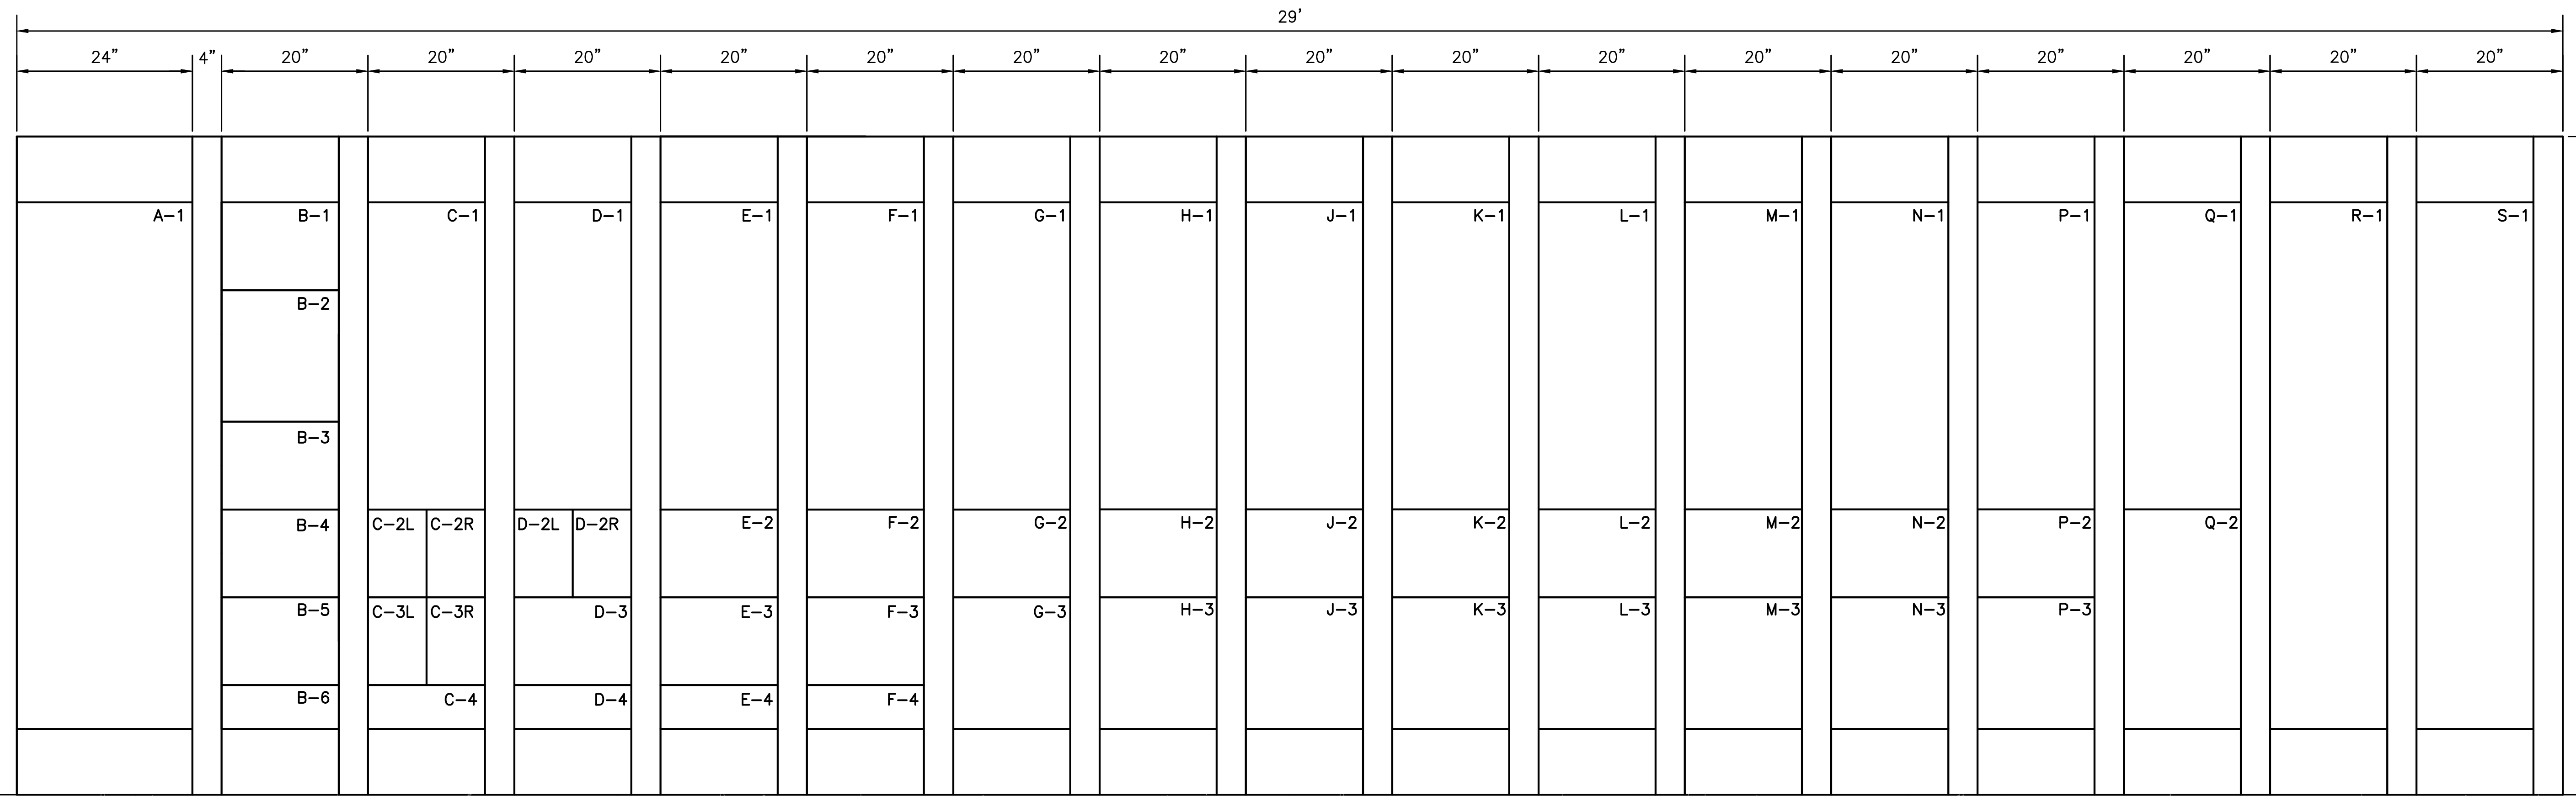 29'
24" 4" 20" 20" 20" 20" 20" 20" 20" 20" 20" 20" 20" 20" 20" 20" 20" 20"
A-1 B-1 C-1 D-1 E-1 F-1 G-1 H-1 J-1 K-1 L-1 M-1 N-1 P-1 Q-1 R-1 S-1
B-2
B-3
B-4 C-2L C-2R D-2L D-2R E-2 F-2 G-2 H-2 J-2 K-2 L-2 M-2 N-2 P-2 Q-2
B-5 C-3L C-3R D-3 E-3 F-3 G-3 H-3 J-3 K-3 L-3 M-3 N-3 P-3
B-6 C-4 D-4 E-4 F-4